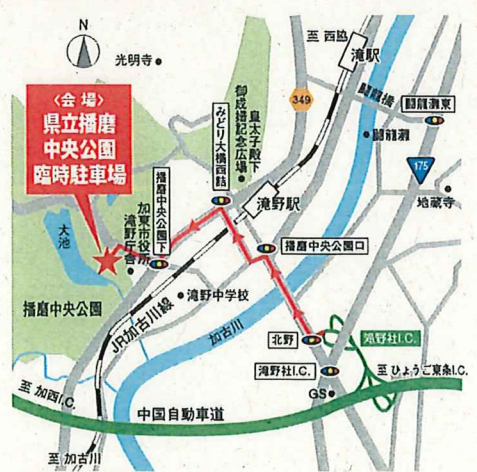 N
光明寺
至 西脇
滝駅
闘龍橋
349
闘龍灘東
闘龍灘
175
地蔵寺
〈会 場〉
県立播磨
中央公園
臨時駐車場
みどり大橋西詰
皇太子殿下
御成婚記念広場
滝野駅
播磨中央公園下
加東市役所
滝野庁舎
大池
播磨中央公園口
播磨中央公園
滝野中学校
JR加古川線
加古川
北野
滝野社I.C.
滝野社I.C.
GS
至 ひょうご東条I.C.
至 加西I.C.
中国自動車道
至 加古川